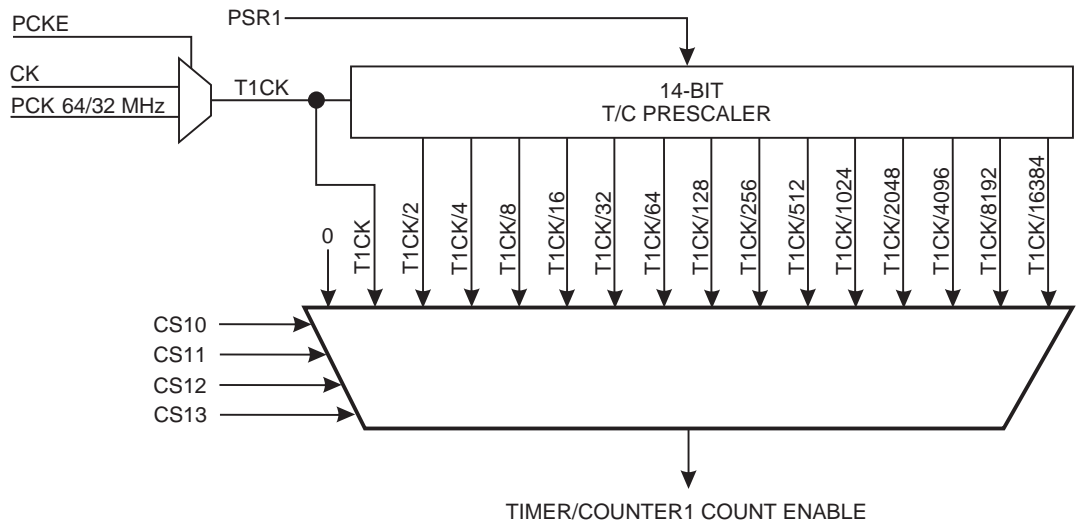 PCKE
PSR1
CK
PCK 64/32 MHz
T1CK
14-BIT
T/C PRESCALER
0
T1CK
T1CK/2
T1CK/4
T1CK/8
T1CK/16
T1CK/32
T1CK/64
T1CK/128
T1CK/256
T1CK/512
T1CK/1024
T1CK/2048
T1CK/4096
T1CK/8192
T1CK/16384
CS10
CS11
CS12
CS13
TIMER/COUNTER1 COUNT ENABLE